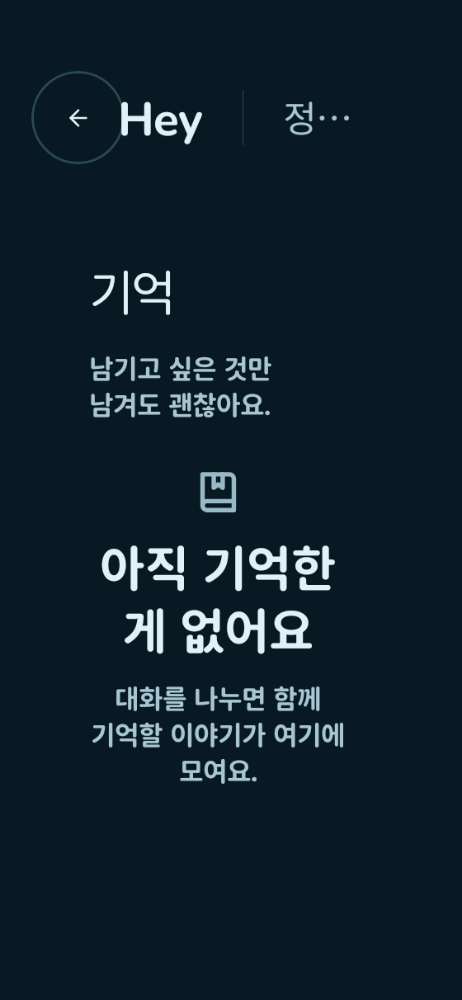 Hey
정…
기억
남기고 싶은 것만
남겨도 괜찮아요.
아직 기억한
게 없어요
대화를 나누면 함께
기억할 이야기가 여기에
모여요.